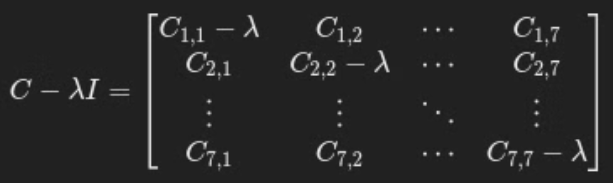 C − λI =
C₁,₁ − λ C₁,₂ ⋯ C₁,₇
C₂,₁ C₂,₂ − λ ⋯ C₂,₇
⋮ ⋮ ⋱ ⋮
C₇,₁ C₇,₂ ⋯ C₇,₇ − λ